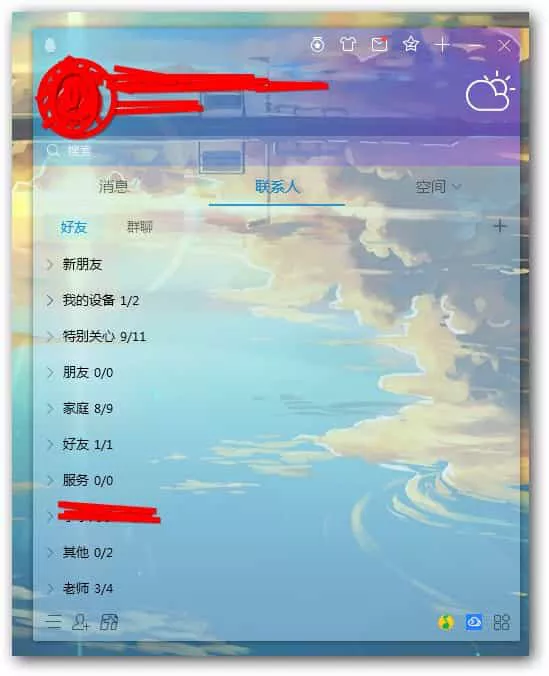 搜索
消息 联系人 空间
好友 群聊
新朋友
我的设备 1/2
特别关心 9/11
朋友 0/0
家庭 8/9
好友 1/1
服务 0/0
其他 0/2
老师 3/4